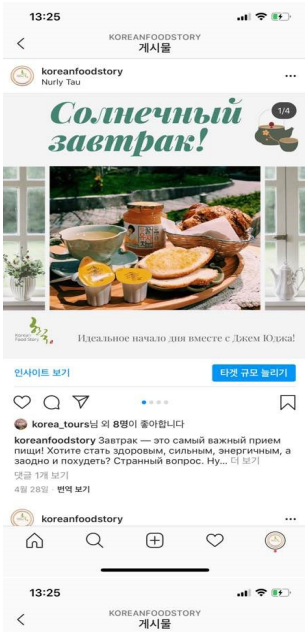 13:25
KOREANFOODSTORY
게시물
koreanfoodstory
Nurly Tau
Солнечный
завтрак!
1/4
Korean
Food Story
Идеальное начало дня вместе с Джем Юджа!
인사이트 보기
타겟 규모 늘리기
korea_tours님 외 8명이 좋아합니다
koreanfoodstory Завтрак — это самый важный прием
пищи! Хотите стать здоровым, сильным, энергичным, а
заодно и похудеть? Странный вопрос. Ну... 더 보기
댓글 1개 보기
4월 28일 · 번역 보기
koreanfoodstory
13:25
KOREANFOODSTORY
게시물